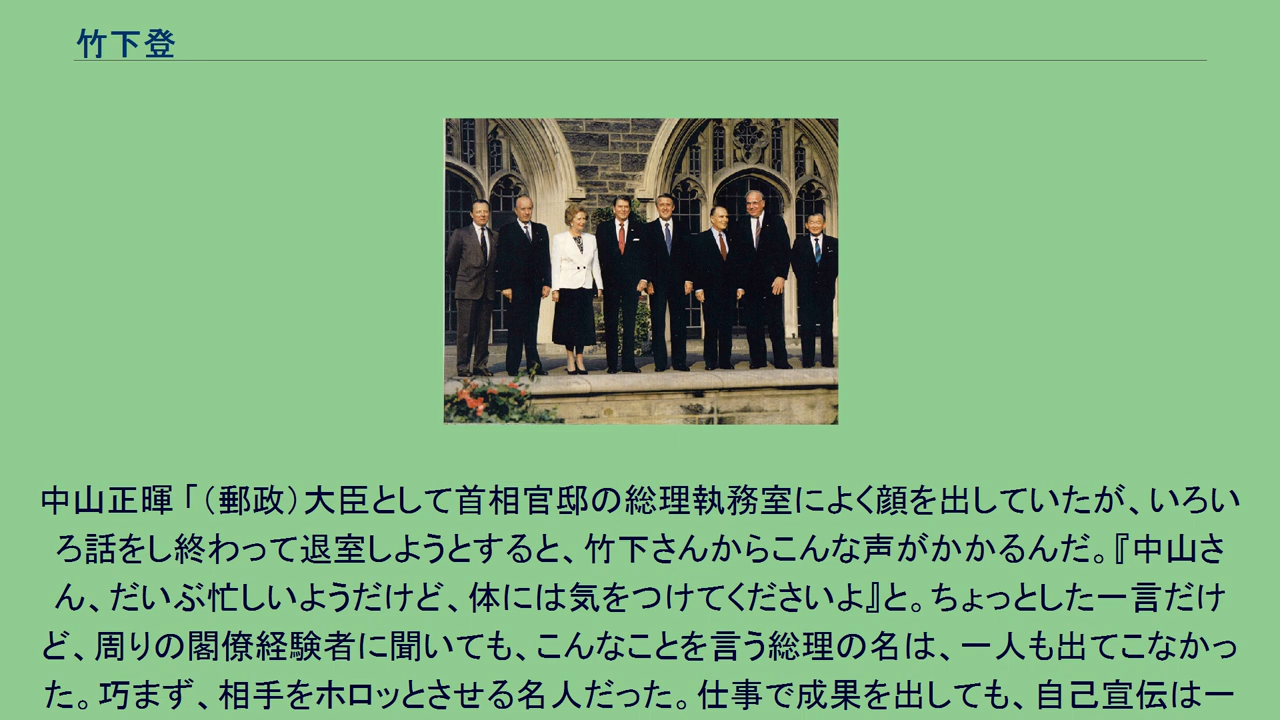 竹下登
中山正暉「（郵政）大臣として首相官邸の総理執務室によく顔を出していたが、いろい
ろ話をし終わって退室しようとすると、竹下さんからこんな声がかかるんだ。『中山さ
ん、だいぶ忙しいようだけど、体には気をつけてくださいよ』と。ちょっとした一言だけ
ど、周りの閣僚経験者に聞いても、こんなことを言う総理の名は、一人も出てこなかっ
た。巧まず、相手をホロッとさせる名人だった。仕事で成果を出しても、自己宣伝は一